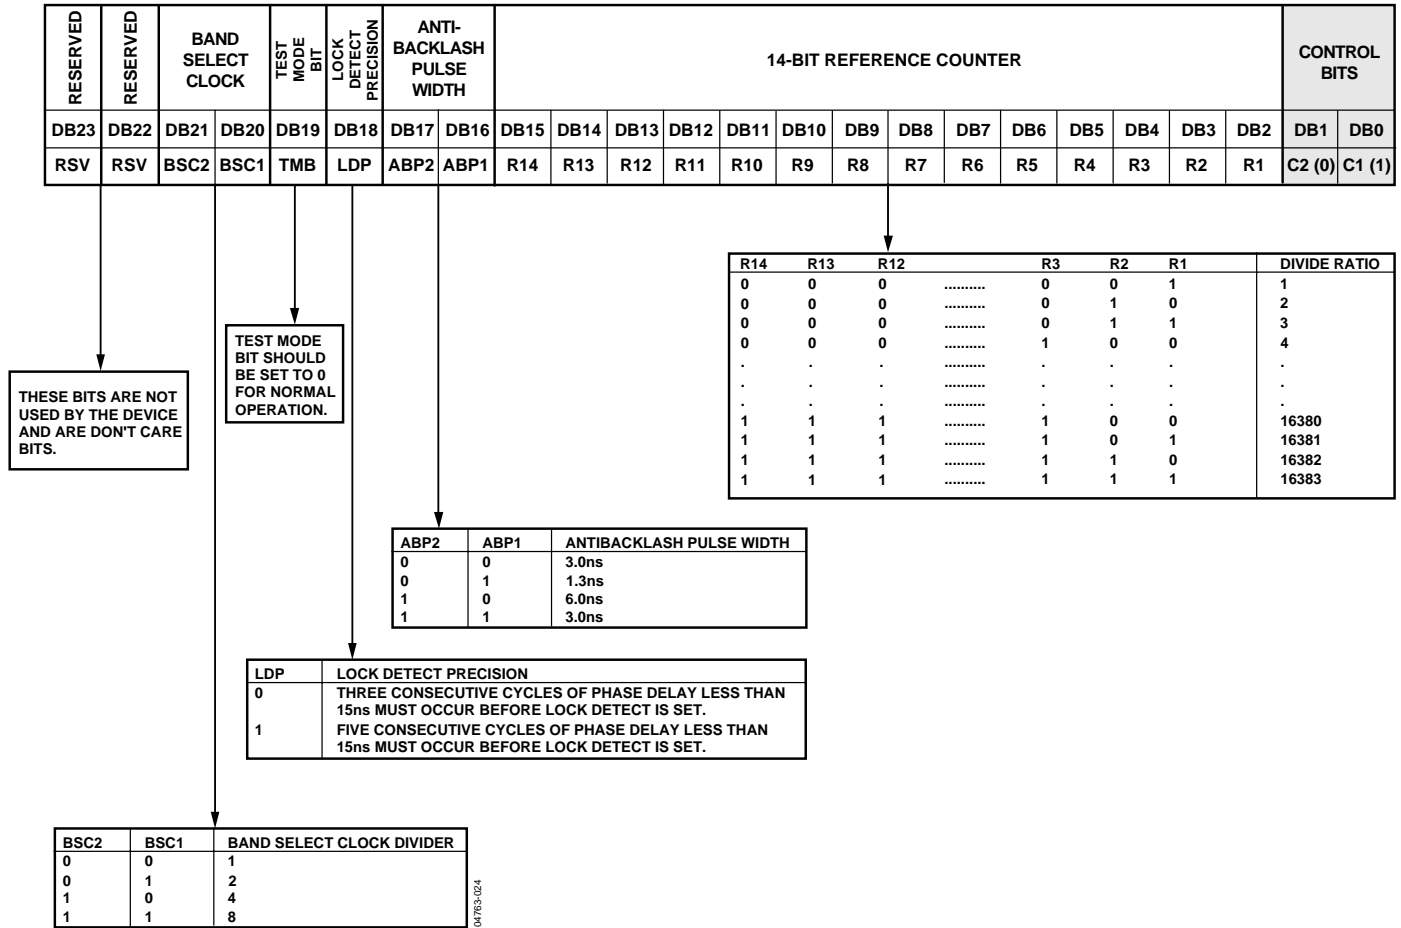 RESERVED
RESERVED
BAND
SELECT
CLOCK
TEST
MODE
BIT
LOCK
DETECT
PRECISION
ANTI-
BACKLASH
PULSE
WIDTH
14-BIT REFERENCE COUNTER
CONTROL
BITS
DB23 DB22 DB21 DB20 DB19 DB18 DB17 DB16 DB15 DB14 DB13 DB12 DB11 DB10 DB9 DB8 DB7 DB6 DB5 DB4 DB3 DB2 DB1 DB0
RSV RSV BSC2 BSC1 TMB LDP ABP2 ABP1 R14 R13 R12 R11 R10 R9 R8 R7 R6 R5 R4 R3 R2 R1 C2 (0) C1 (1)
R14 R13 R12 R3 R2 R1 DIVIDE RATIO
0 0 0 .......... 0 0 1 1
0 0 0 .......... 0 1 0 2
0 0 0 .......... 0 1 1 3
0 0 0 .......... 1 0 0 4
. . . .......... . . . .
. . . .......... . . . .
. . . .......... . . . .
1 1 1 .......... 1 0 0 16380
1 1 1 .......... 1 0 1 16381
1 1 1 .......... 1 1 0 16382
1 1 1 .......... 1 1 1 16383
TEST MODE
BIT SHOULD
BE SET TO 0
FOR NORMAL
OPERATION.
THESE BITS ARE NOT
USED BY THE DEVICE
AND ARE DON'T CARE
BITS.
ABP2 ABP1 ANTIBACKLASH PULSE WIDTH
0 0 3.0ns
0 1 1.3ns
1 0 6.0ns
1 1 3.0ns
LDP LOCK DETECT PRECISION
0 THREE CONSECUTIVE CYCLES OF PHASE DELAY LESS THAN
15ns MUST OCCUR BEFORE LOCK DETECT IS SET.
1 FIVE CONSECUTIVE CYCLES OF PHASE DELAY LESS THAN
15ns MUST OCCUR BEFORE LOCK DETECT IS SET.
BSC2 BSC1 BAND SELECT CLOCK DIVIDER
0 0 1
0 1 2
1 0 4
1 1 8
04763-024